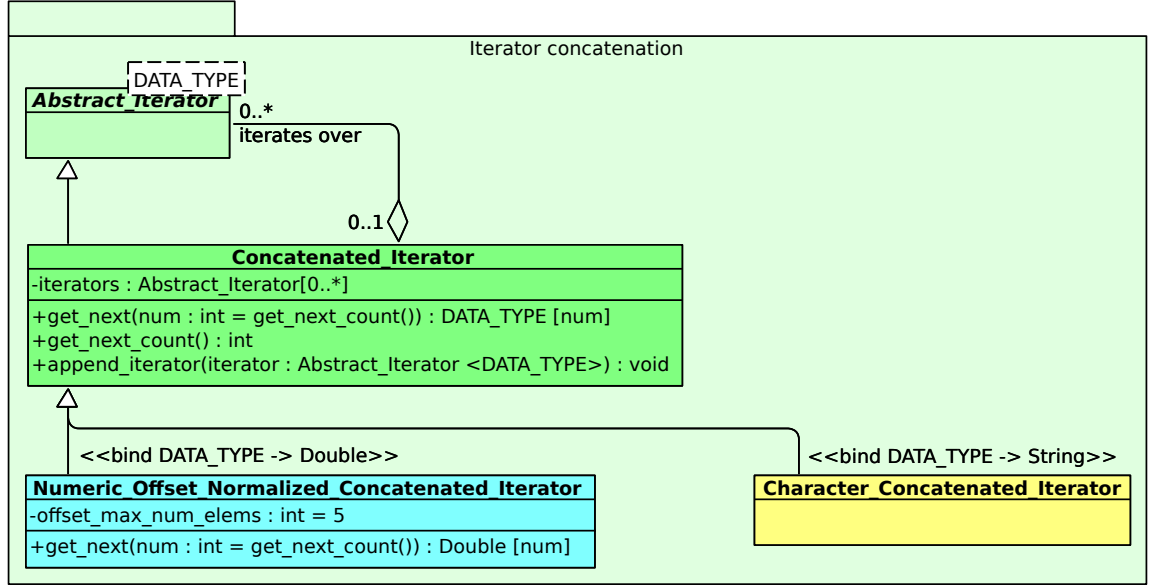 Iterator concatenation
DATA_TYPE
Abstract_Iterator
0..*
iterates over
0..1
Concatenated_Iterator
-iterators : Abstract_Iterator[0..*]
+get_next(num : int = get_next_count()) : DATA_TYPE [num]
+get_next_count() : int
+append_iterator(iterator : Abstract_Iterator <DATA_TYPE>) : void
<<bind DATA_TYPE -> Double>>
<<bind DATA_TYPE -> String>>
Numeric_Offset_Normalized_Concatenated_Iterator
-offset_max_num_elems : int = 5
+get_next(num : int = get_next_count()) : Double [num]
Character_Concatenated_Iterator